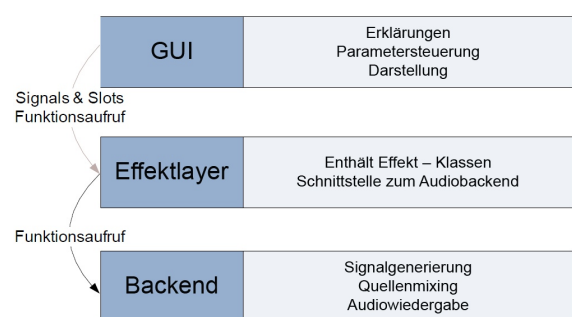 GUI
Erklärungen
Parametersteuerung
Darstellung
Signals & Slots
Funktionsaufruf
Effektlayer
Enthält Effekt – Klassen
Schnittstelle zum Audiobackend
Funktionsaufruf
Backend
Signalgenerierung
Quellenmixing
Audiowiedergabe